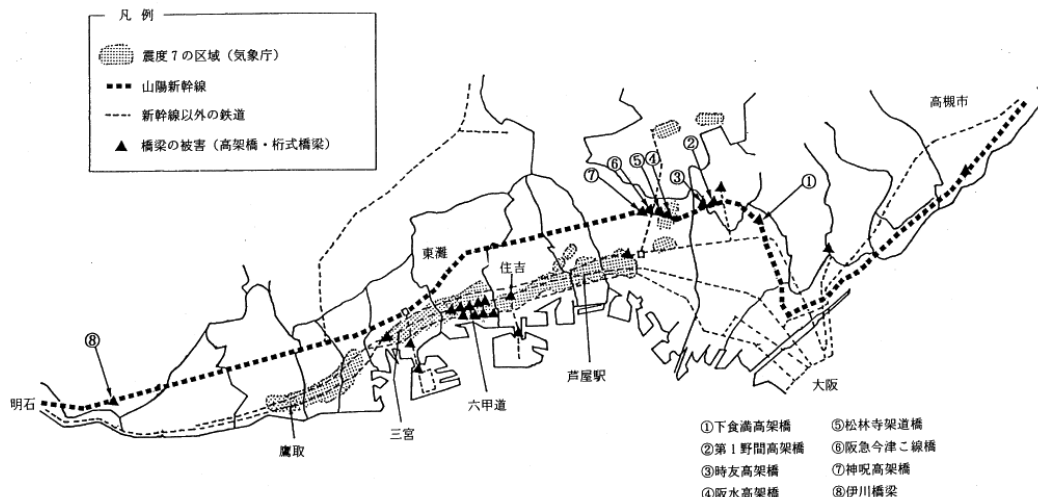 凡例
震度7の区域(気象庁)
山陽新幹線
新幹線以外の鉄道
橋梁の被害(高架橋・桁式橋梁)
高槻市
②
①
⑤④
⑥
⑦
③
東灘
住吉
⑧
芦屋駅
明石
大阪
六甲道
三宮
鷹取
①下食満高架橋
②第1野間高架橋
③時友高架橋
④阪水高架橋
⑤松林寺架道橋
⑥阪急今津こ線橋
⑦神呪高架橋
⑧伊川橋梁